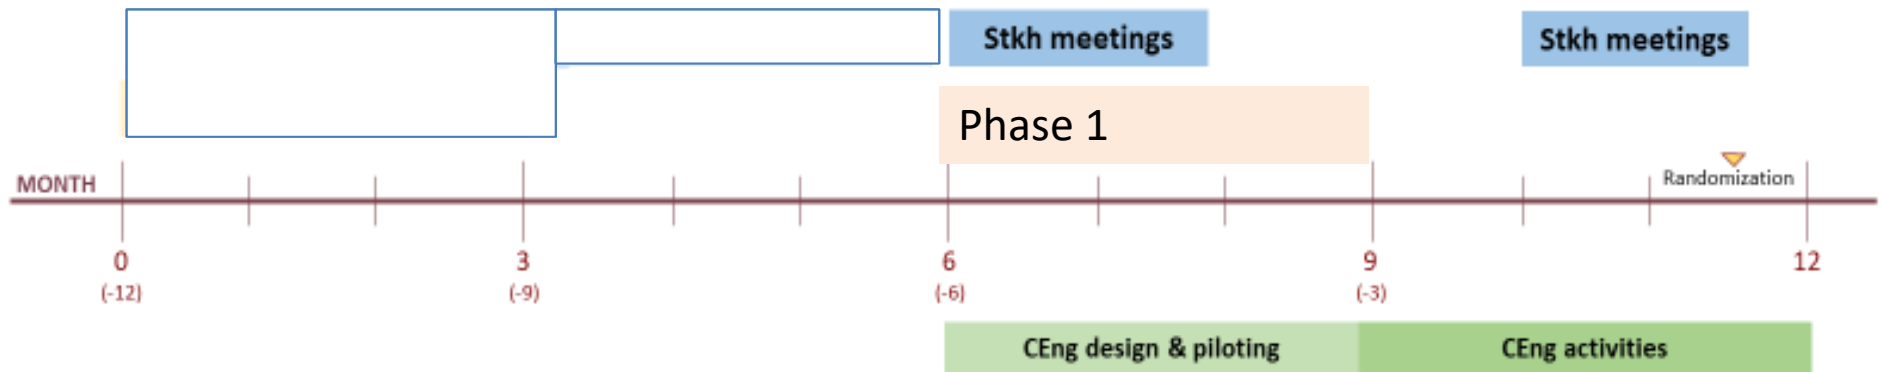 Stkh meetings
Stkh meetings
Phase 1
MONTH
Randomization
0
3
6
9
12
(-12)
(-9)
(-6)
(-3)
CEng design & piloting
CEng activities